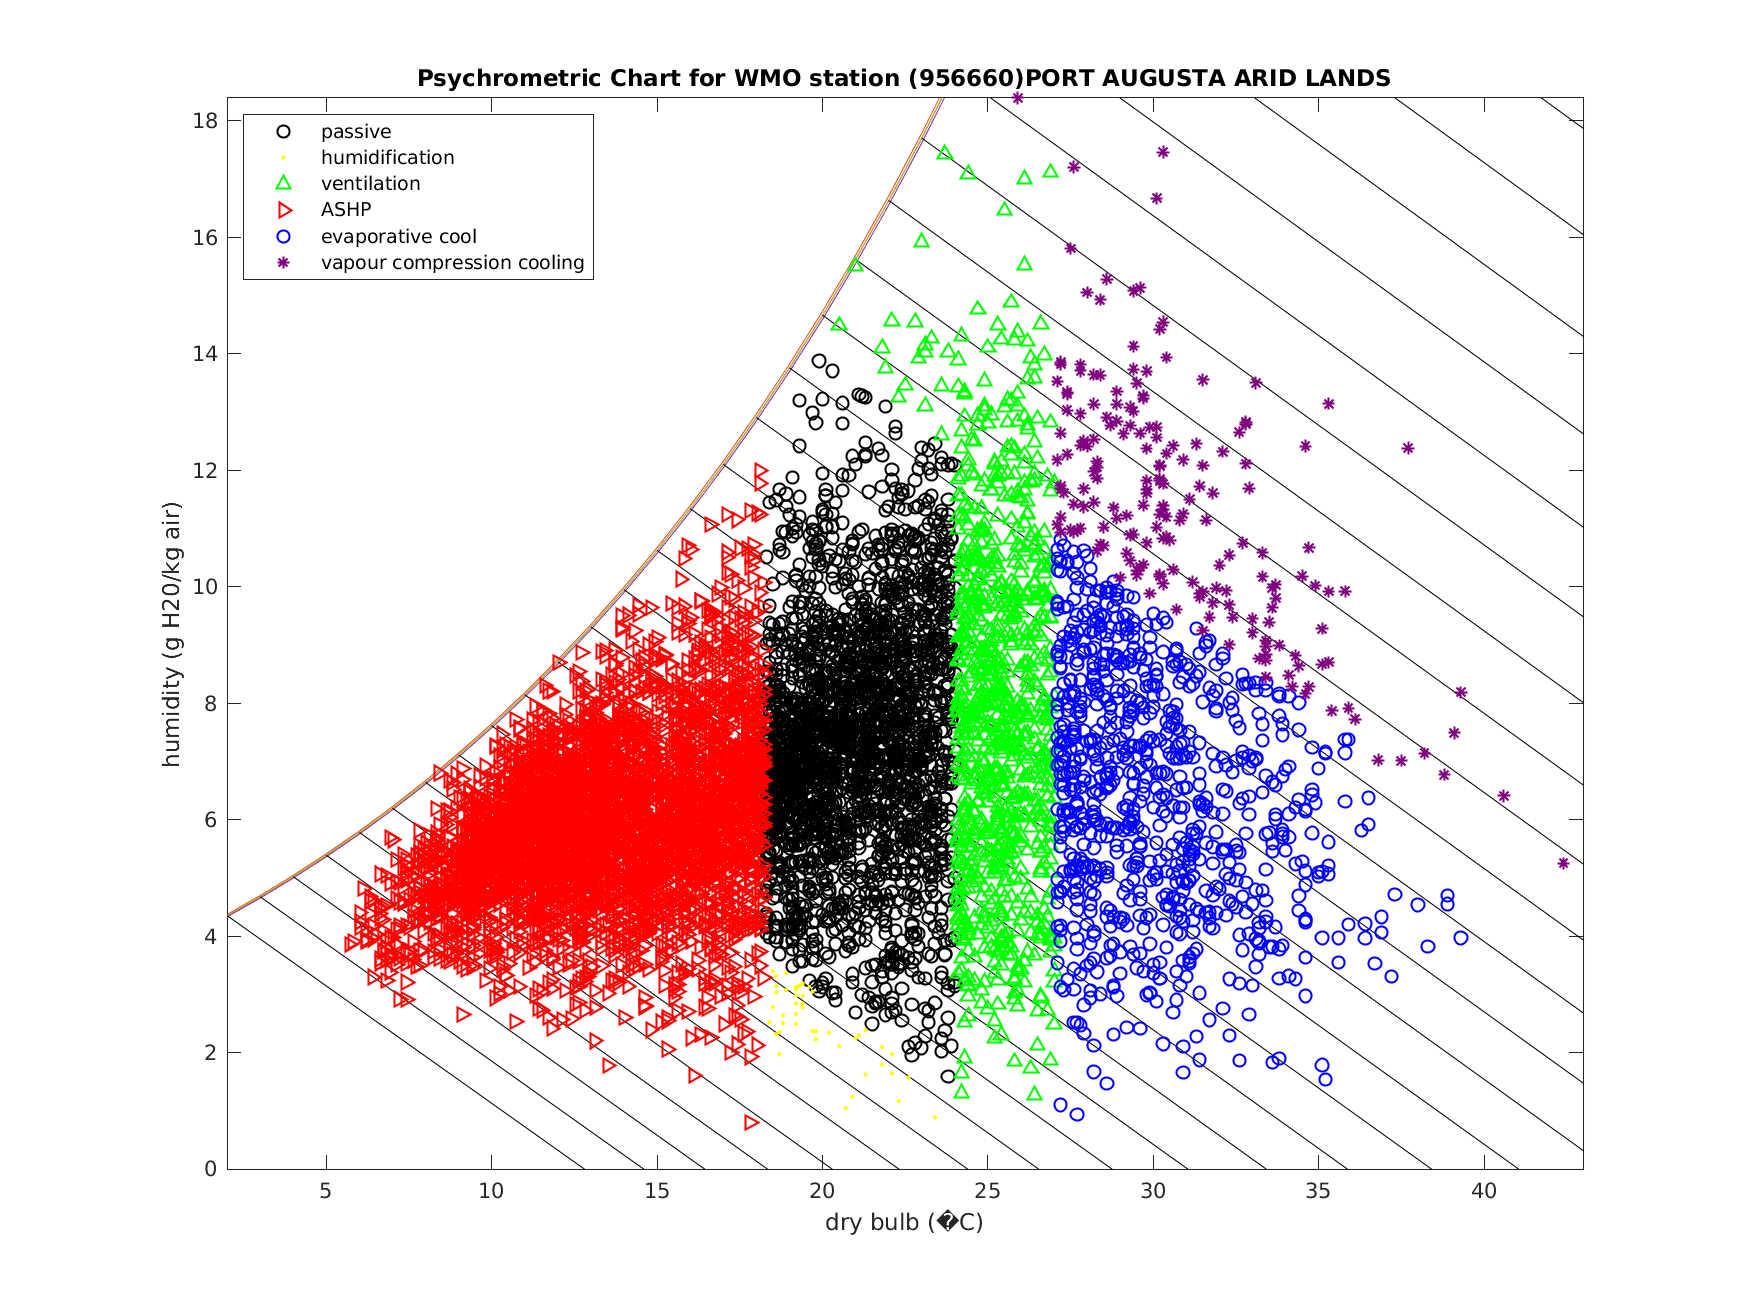 Psychrometric Chart for WMO station (956660)PORT AUGUSTA ARID LANDS
passive
humidification
ventilation
ASHP
evaporative cool
vapour compression cooling
humidity (g H20/kg air)
18
16
14
12
10
8
6
4
2
0
5 10 15 20 25 30 35 40
dry bulb (�C)